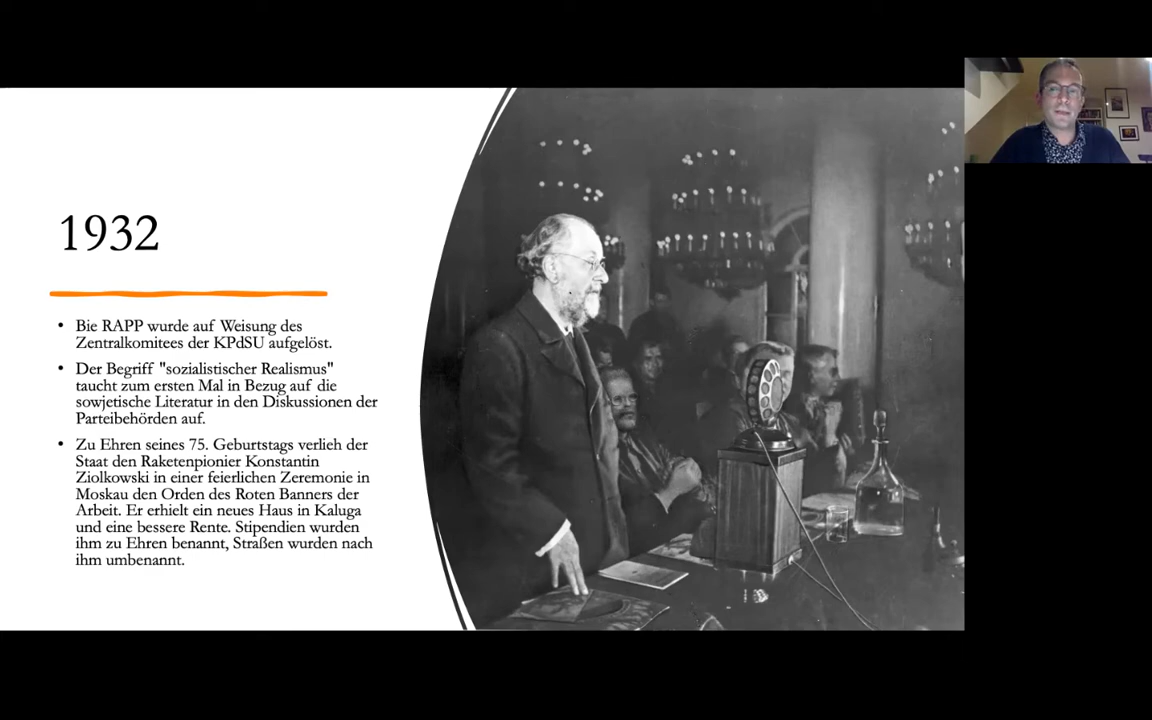 1932
• Bie RAPP wurde auf Weisung des
Zentralkomitees der KPdSU aufgelöst.
• Der Begriff "sozialistischer Realismus"
taucht zum ersten Mal in Bezug auf die
sowjetische Literatur in den Diskussionen der
Parteibehörden auf.
• Zu Ehren seines 75. Geburtstags verlieh der
Staat den Raketenpionier Konstantin
Ziolkowski in einer feierlichen Zeremonie in
Moskau den Orden des Roten Banners der
Arbeit. Er erhielt ein neues Haus in Kaluga
und eine bessere Rente. Stipendien wurden
ihm zu Ehren benannt, Straßen wurden nach
ihm umbenannt.